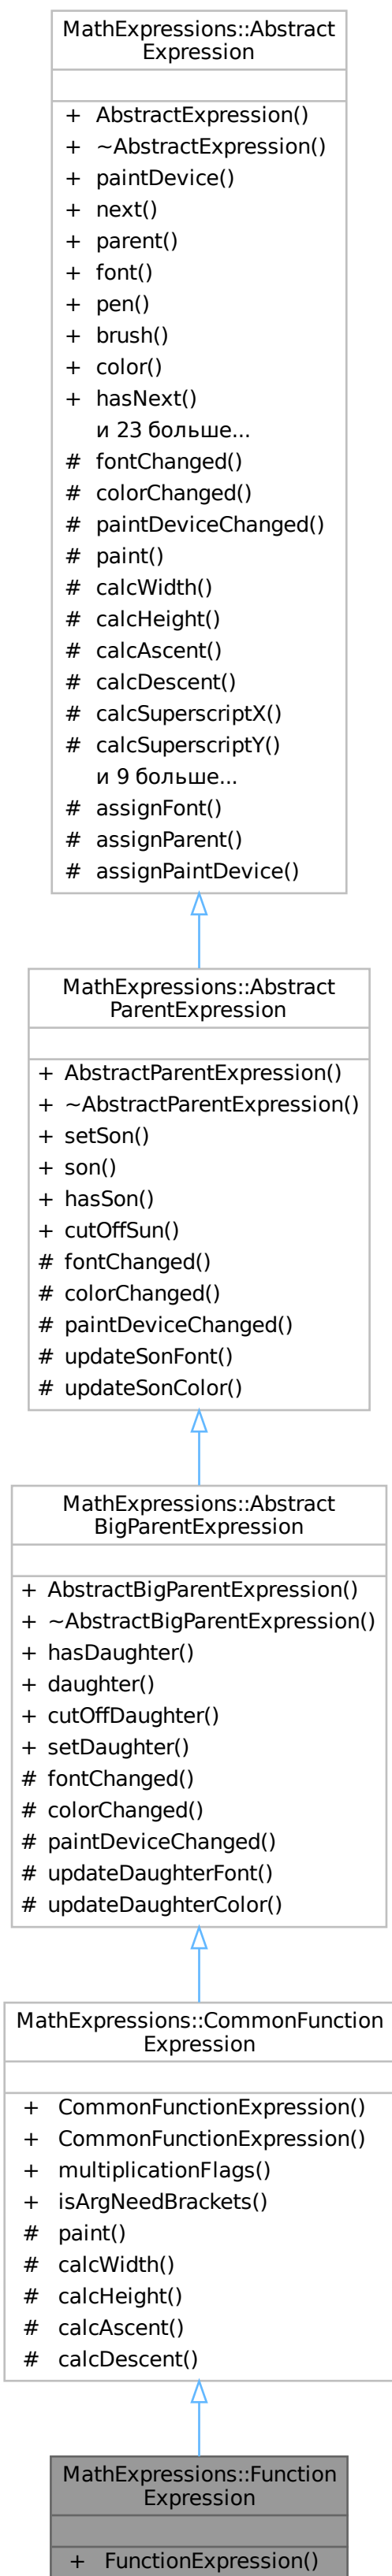 MathExpressions::Abstract
Expression
+ AbstractExpression()
+ ~AbstractExpression()
+ paintDevice()
+ next()
+ parent()
+ font()
+ pen()
+ brush()
+ color()
+ hasNext()
и 23 больше...
# fontChanged()
# colorChanged()
# paintDeviceChanged()
# paint()
# calcWidth()
# calcHeight()
# calcAscent()
# calcDescent()
# calcSuperscriptX()
# calcSuperscriptY()
и 9 больше...
# assignFont()
# assignParent()
# assignPaintDevice()
MathExpressions::Abstract
ParentExpression
+ AbstractParentExpression()
+ ~AbstractParentExpression()
+ setSon()
+ son()
+ hasSon()
+ cutOffSun()
# fontChanged()
# colorChanged()
# paintDeviceChanged()
# updateSonFont()
# updateSonColor()
MathExpressions::Abstract
BigParentExpression
+ AbstractBigParentExpression()
+ ~AbstractBigParentExpression()
+ hasDaughter()
+ daughter()
+ cutOffDaughter()
+ setDaughter()
# fontChanged()
# colorChanged()
# paintDeviceChanged()
# updateDaughterFont()
# updateDaughterColor()
MathExpressions::CommonFunction
Expression
+ CommonFunctionExpression()
+ CommonFunctionExpression()
+ multiplicationFlags()
+ isArgNeedBrackets()
# paint()
# calcWidth()
# calcHeight()
# calcAscent()
# calcDescent()
MathExpressions::Function
Expression
+ FunctionExpression()